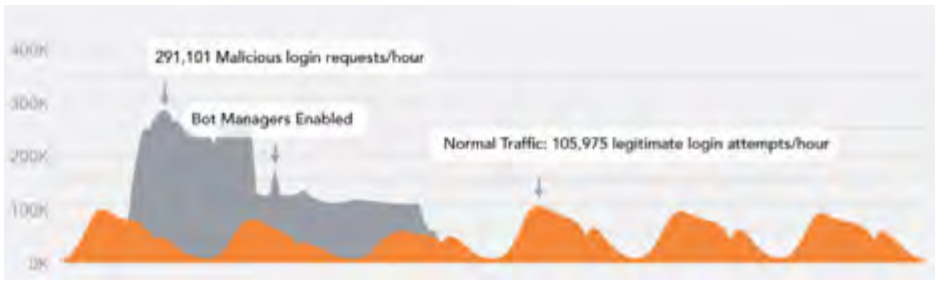 400K
291,101 Malicious login requests/hour
300K
Bot Managers Enabled
Normal Traffic: 105,975 legitimate login attempts/hour
200K
100K
0K